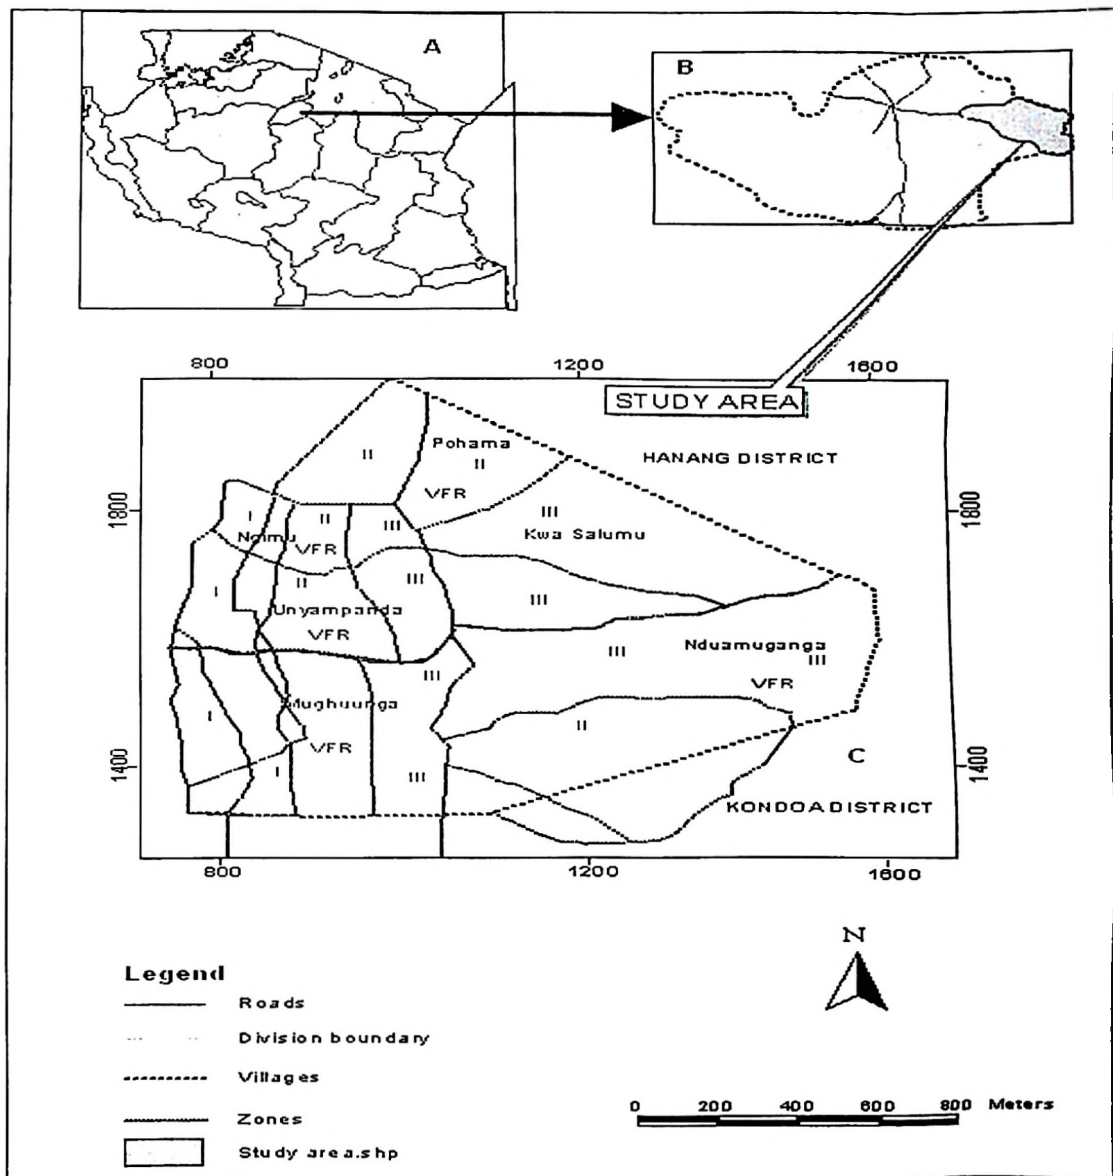 A
B
800 1200 1600
STUDY AREA
Pohama
HANANG DISTRICT
II
II
VFR
1800
III
1800
I
II
III
Kwa Salumu
VFR
II
III
I
III
Unyampanda
VFR
Nduamuganga
III
III
III
VFR
Mughuunga
I
II
VFR
C
1400
I
III
1400
KONDOA DISTRICT
800 1200 1600
N
Legend
Roads
Division boundary
Villages
Zones
Study area.shp
0 200 400 600 800 Meters